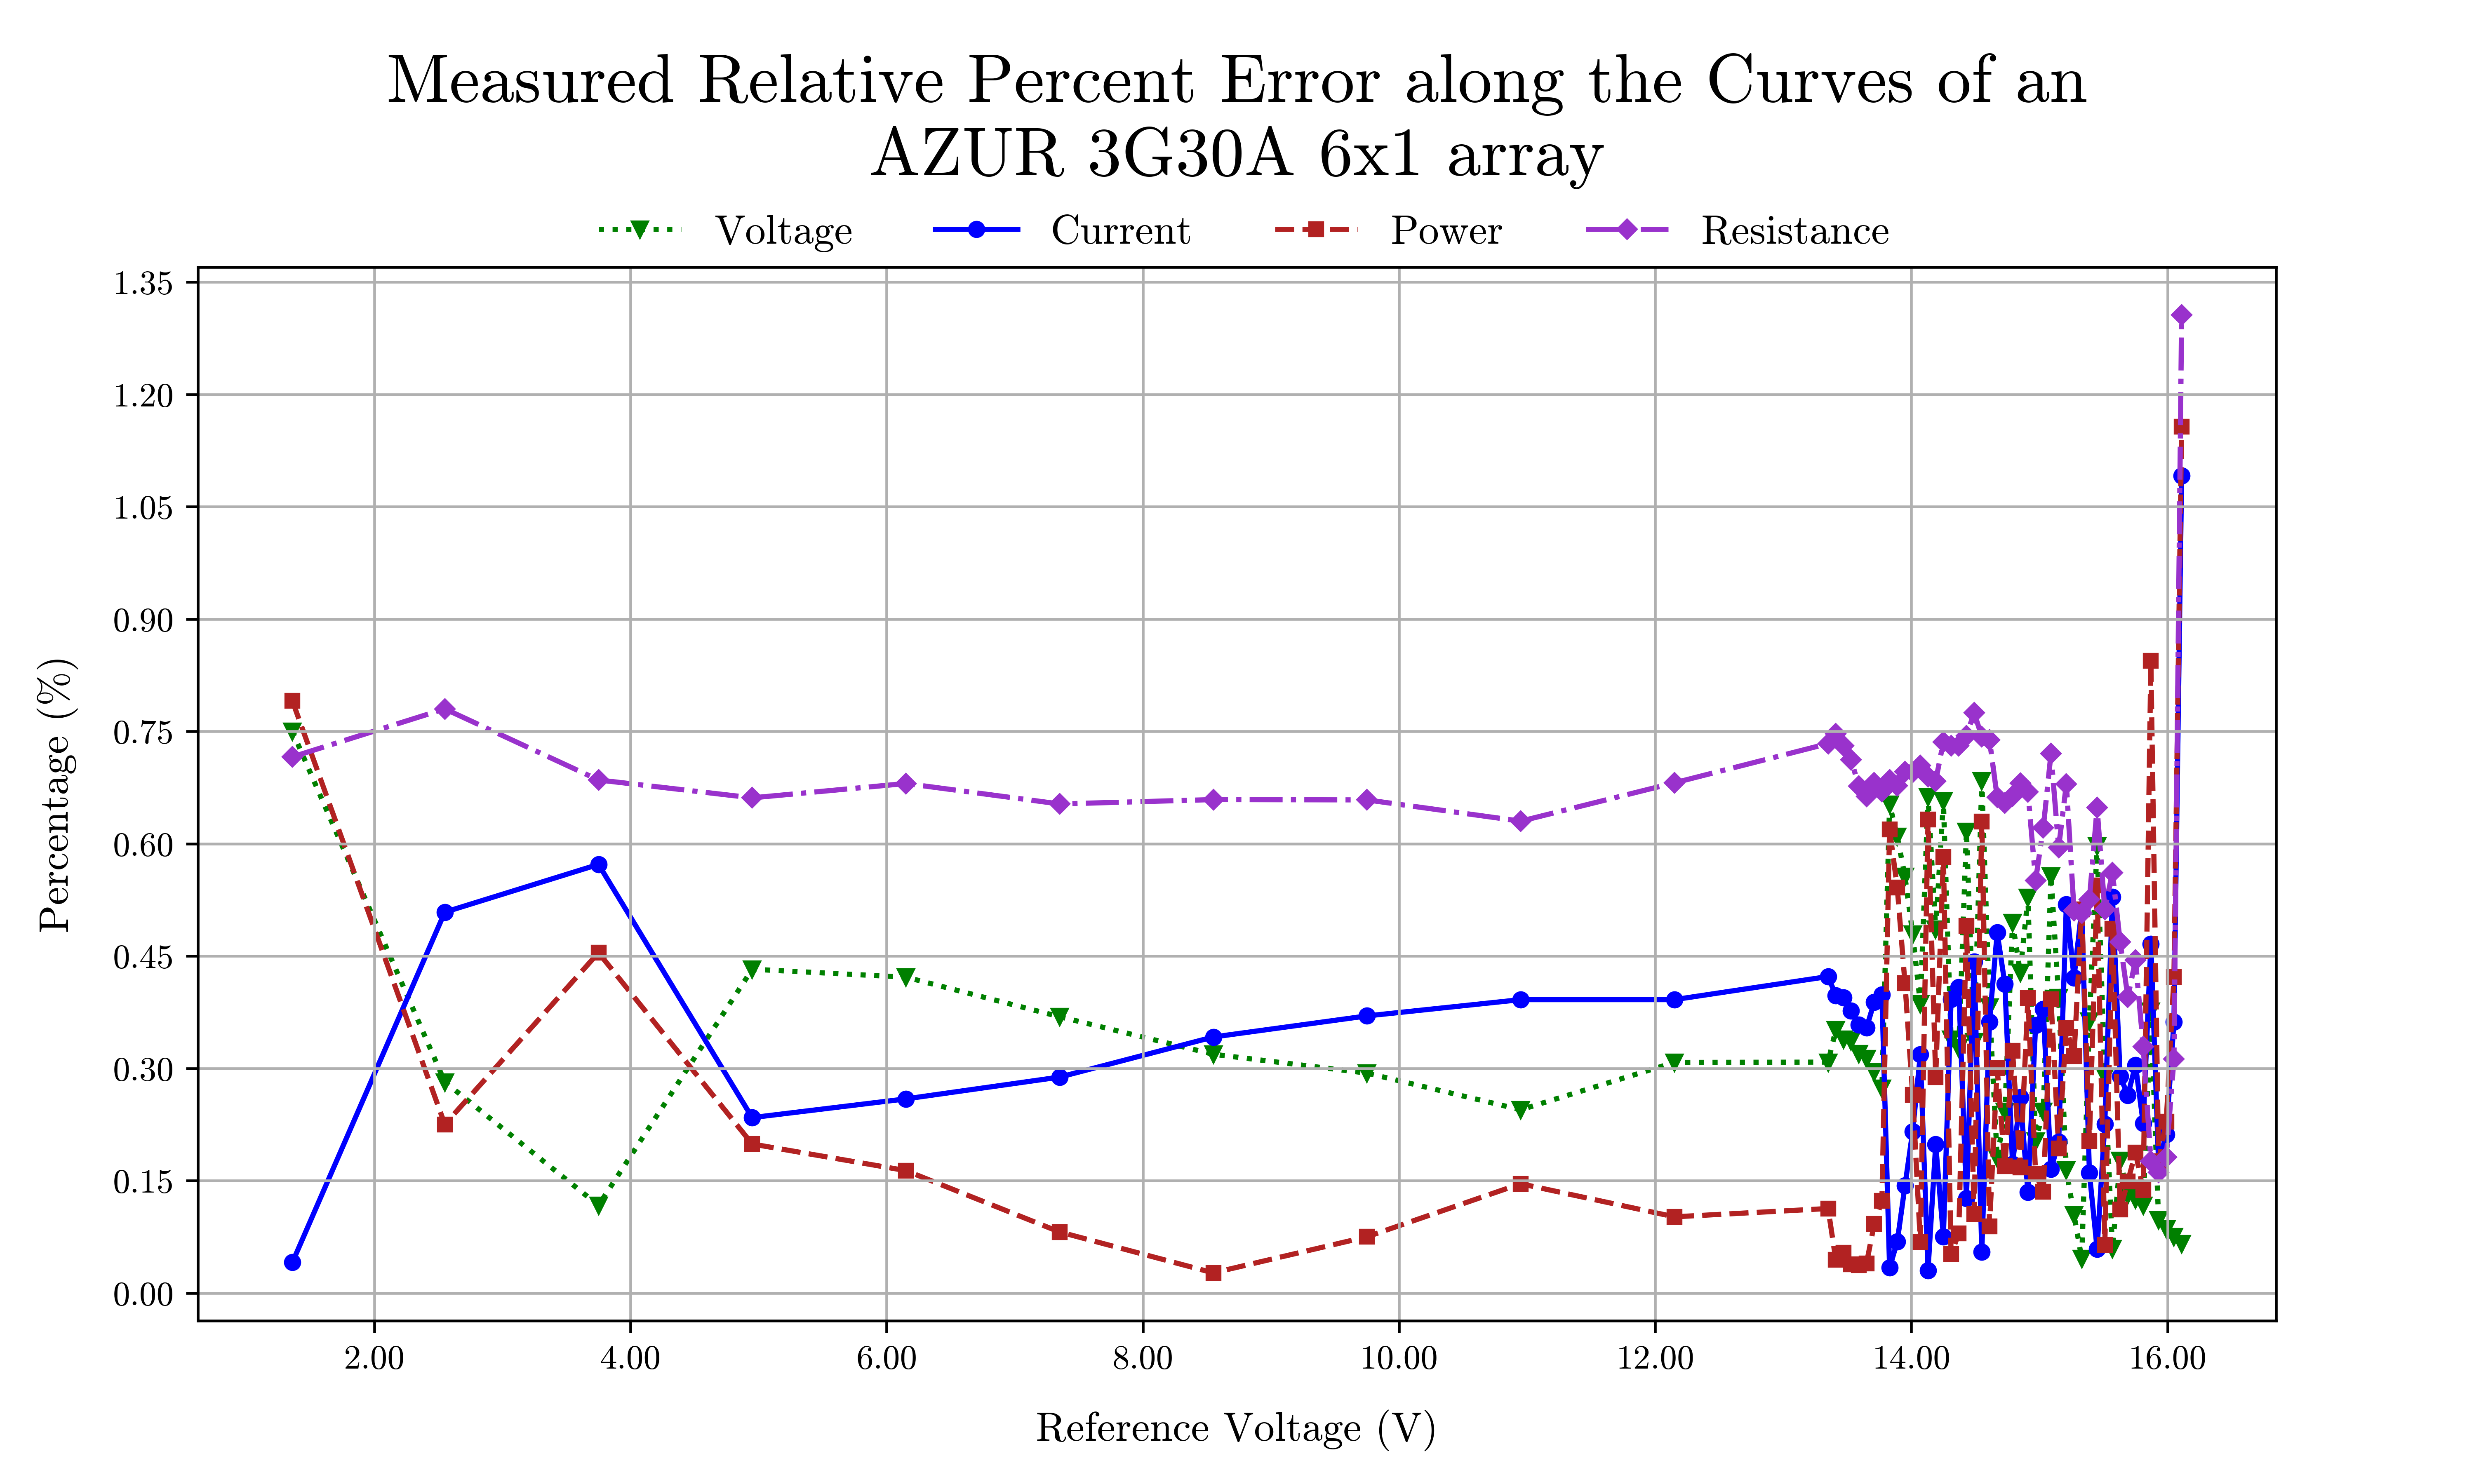 Measured Relative Percent Error along the Curves of an
AZUR 3G30A 6x1 array
Voltage Current Power Resistance
1.35
1.20
1.05
0.90
0.75
0.60
0.45
0.30
0.15
0.00
Percentage (%)
2.00 4.00 6.00 8.00 10.00 12.00 14.00 16.00
Reference Voltage (V)